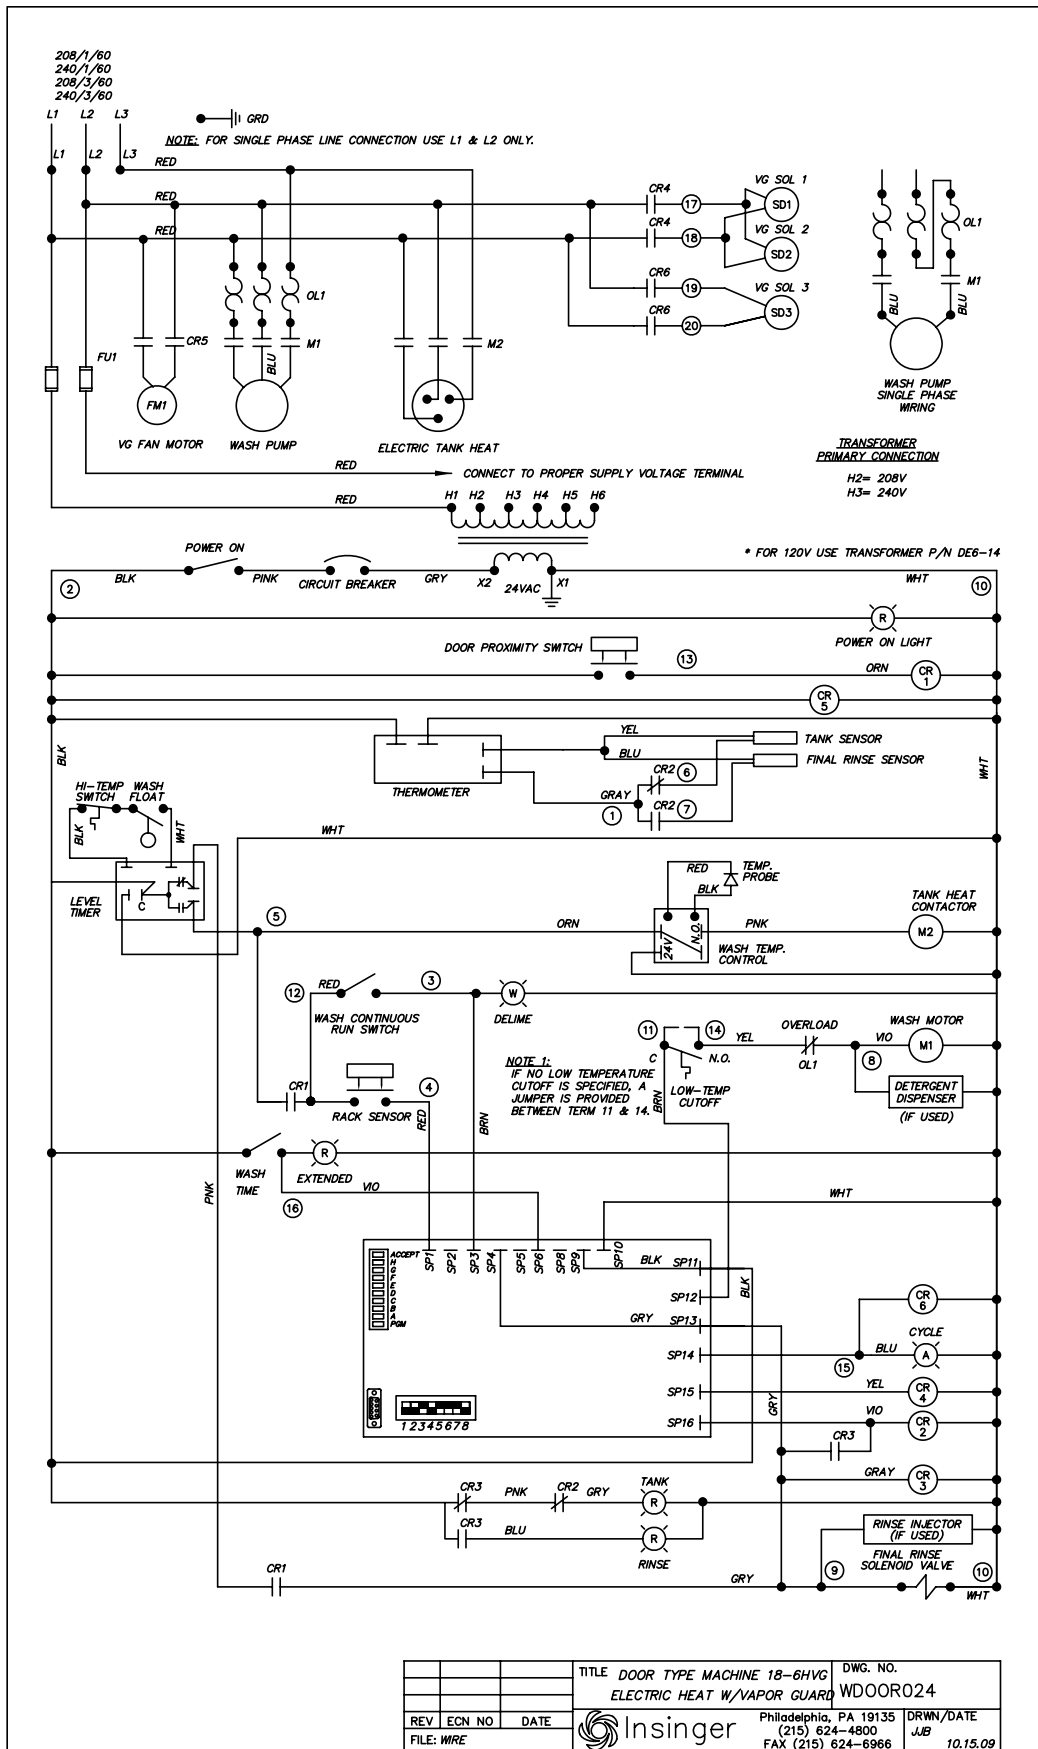 208/1/60
240/1/60
208/3/60
240/3/60
L1 L2 L3
GRD
NOTE: FOR SINGLE PHASE LINE CONNECTION USE L1 & L2 ONLY.
L1 L2 L3
RED
RED
RED
CR4 17 VG SOL 1
SD1
CR4 18 VG SOL 2
SD2
CR6 19 VG SOL 3
SD3
CR6 20
OL1
M1
BLU BLU
WASH PUMP
SINGLE PHASE
WIRING
OL1
FU1
CR5
BLU
M1
M2
FM1
VG FAN MOTOR WASH PUMP ELECTRIC TANK HEAT
TRANSFORMER
PRIMARY CONNECTION
H2= 208V
H3= 240V
RED CONNECT TO PROPER SUPPLY VOLTAGE TERMINAL
RED H1 H2 H3 H4 H5 H6
* FOR 120V USE TRANSFORMER P/N DE6-14
POWER ON
2 BLK PINK CIRCUIT BREAKER GRY X2 24VAC X1 WHT 10
R
POWER ON LIGHT
DOOR PROXIMITY SWITCH 13 ORN CR 1
CR 5
BLK
WHT
YEL TANK SENSOR
BLU FINAL RINSE SENSOR
THERMOMETER
CR2 6
GRAY 1
CR2 7
HI-TEMP SWITCH
WASH FLOAT
BLK WHT
WHT
LEVEL TIMER
C
5
ORN
RED BLK TEMP. PROBE
24V N.O.
WASH TEMP. CONTROL
PNK
TANK HEAT CONTACTOR
M2
12 RED 3 W
WASH CONTINUOUS RUN SWITCH
DELIME
11 14 YEL OVERLOAD VIO WASH MOTOR
C N.O. OL1 8 M1
NOTE 1:
IF NO LOW TEMPERATURE
CUTOFF IS SPECIFIED, A
JUMPER IS PROVIDED
BETWEEN TERM 11 & 14.
BRN
LOW-TEMP CUTOFF
DETERGENT DISPENSER
(IF USED)
CR1
4
RACK SENSOR
RED BRN
WASH TIME
R
EXTENDED
VIO
16
PNK
WHT
ACCEPT
H
G
F
E
D
C
B
A
PGM
SP1 SP2 SP3 SP4 SP5 SP6 SP8 SP9 SP10
BLK SP11
BLK
SP12
GRY SP13
SP14
SP15
SP16
12345678
CR 6
CYCLE
15 BLU A
YEL CR 4
GRY
VIO CR 2
CR3
GRAY CR 3
CR3 PNK CR2 GRY TANK
R
CR3 BLU R
RINSE
RINSE INJECTOR
(IF USED)
FINAL RINSE
SOLENOID VALVE
CR1 GRY 9 10
WHT
REV ECN NO DATE
FILE: WIRE
TITLE DOOR TYPE MACHINE 18-6HVG
ELECTRIC HEAT W/VAPOR GUARD
DWG. NO.
WDOOR024
Insinger
Philadelphia, PA 19135
(215) 624-4800
FAX (215) 624-6966
DRWN/DATE
JJB
10.15.09